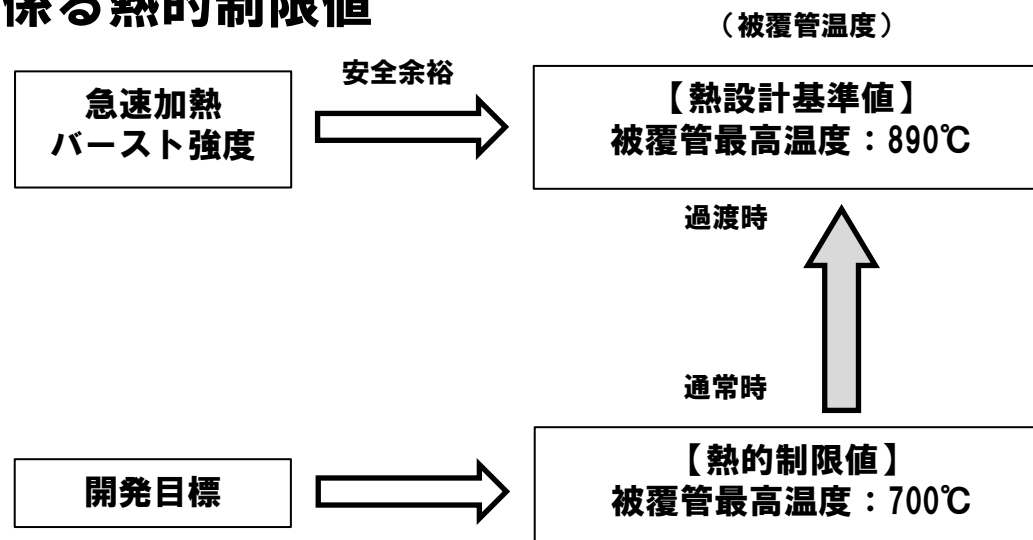 係る熱的制限値
（被覆管温度）
急速加熱
バースト強度
安全余裕
【熱設計基準値】
被覆管最高温度：890℃
過渡時
通常時
開発目標
【熱的制限値】
被覆管最高温度：700℃